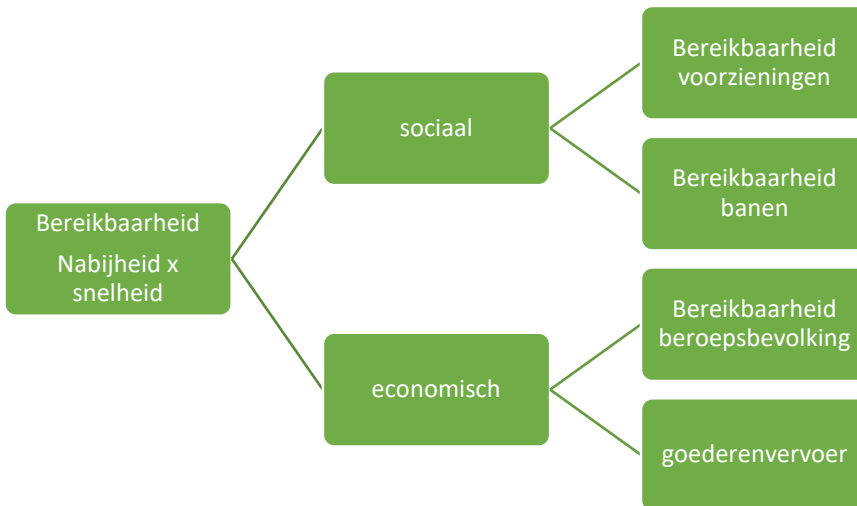 Bereikbaarheid
Nabijheid x
snelheid
sociaal
Bereikbaarheid
voorzieningen
Bereikbaarheid
banen
economisch
Bereikbaarheid
beroepsbevolking
goederenvervoer